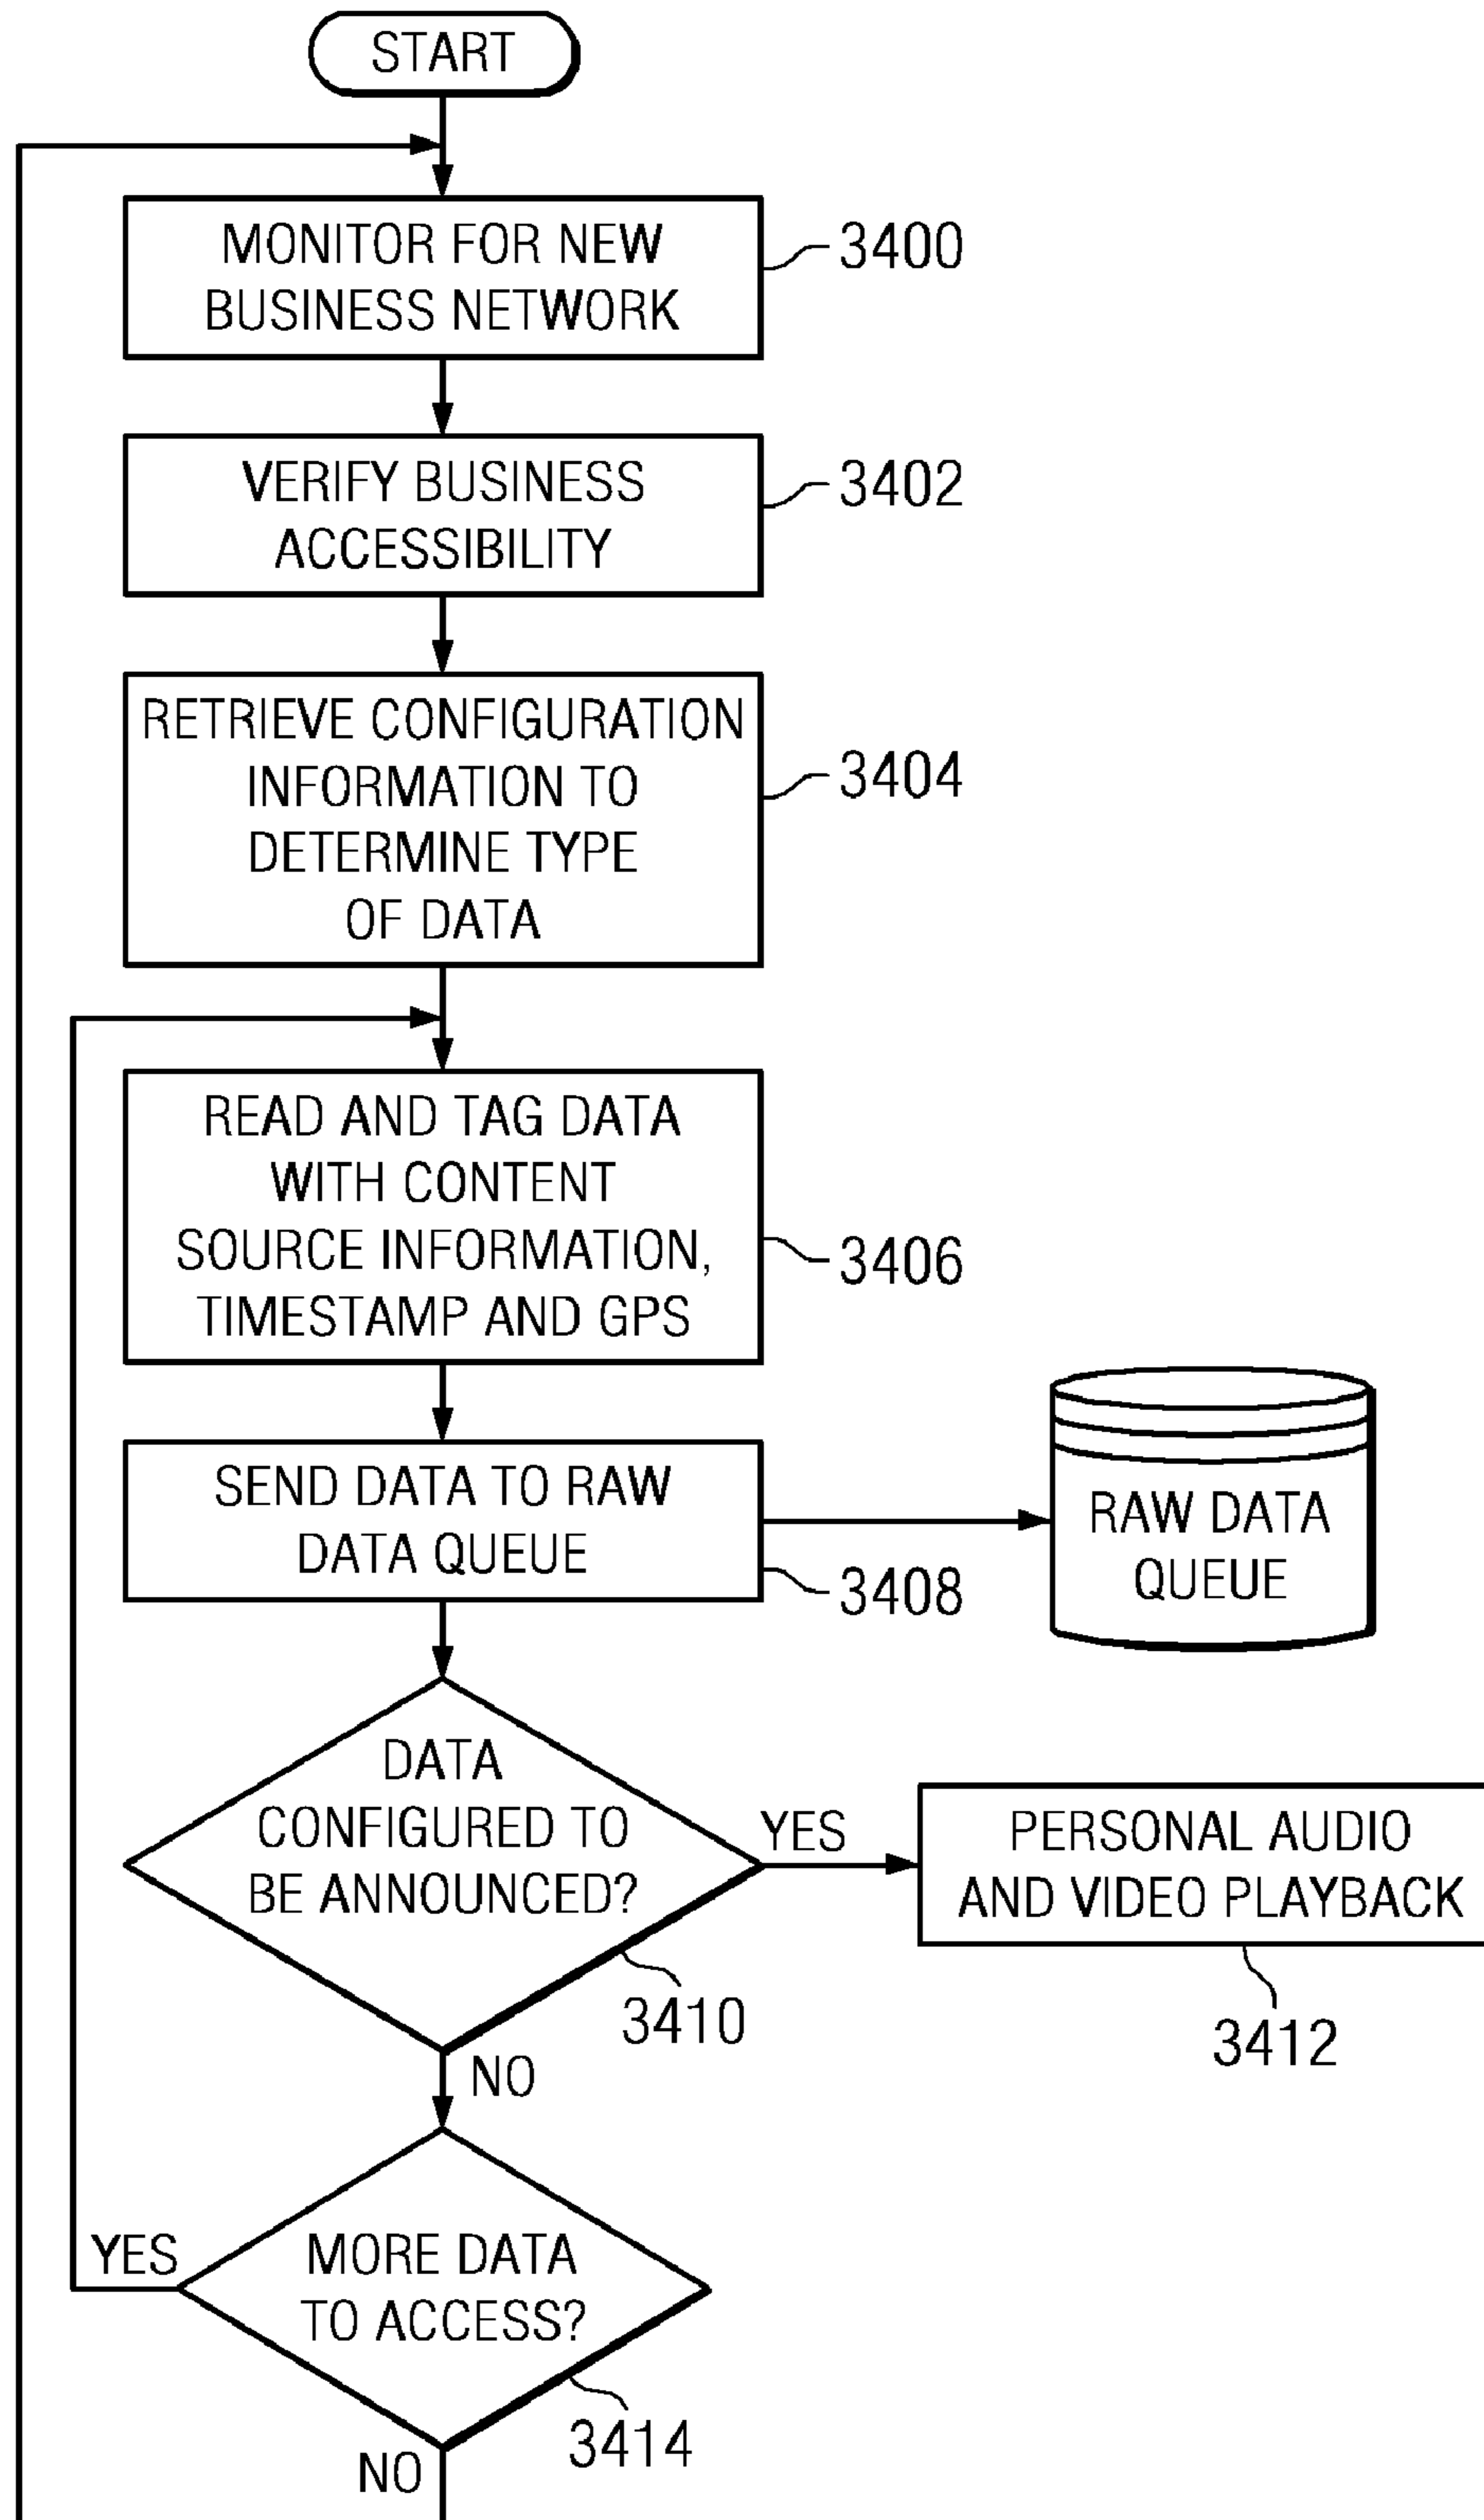 START
MONITOR FOR NEW
BUSINESS NETWORK
3400
VERIFY BUSINESS
ACCESSIBILITY
3402
RETRIEVE CONFIGURATION
INFORMATION TO
DETERMINE TYPE
OF DATA
3404
READ AND TAG DATA
WITH CONTENT
SOURCE INFORMATION,
TIMESTAMP AND GPS
3406
SEND DATA TO RAW
DATA QUEUE
3408
RAW DATA
QUEUE
DATA
CONFIGURED TO
BE ANNOUNCED?
3410
YES
PERSONAL AUDIO
AND VIDEO PLAYBACK
3412
NO
YES
MORE DATA
TO ACCESS?
3414
NO